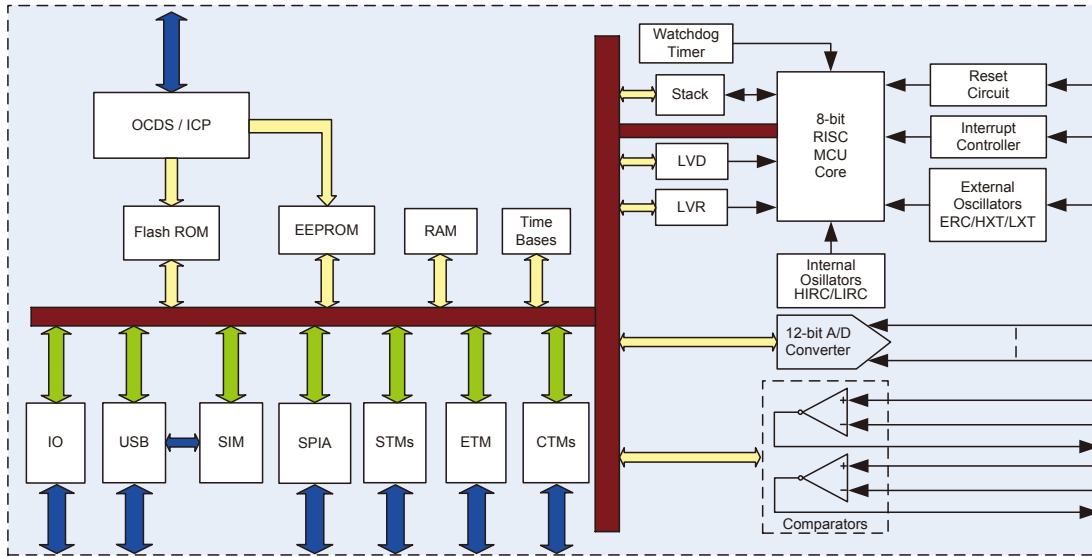 Watchdog
Timer
Reset
Circuit
OCDS / ICP
Stack
8-bit
RISC
MCU
Core
Interrupt
Controller
LVD
External
Oscillators
ERC/HXT/LXT
Flash ROM
EEPROM
RAM
Time
Bases
LVR
Internal
Osillators
HIRC/LIRC
12-bit A/D
Converter
IO
USB
SIM
SPIA
STMs
ETM
CTMs
+
−
+
−
Comparators